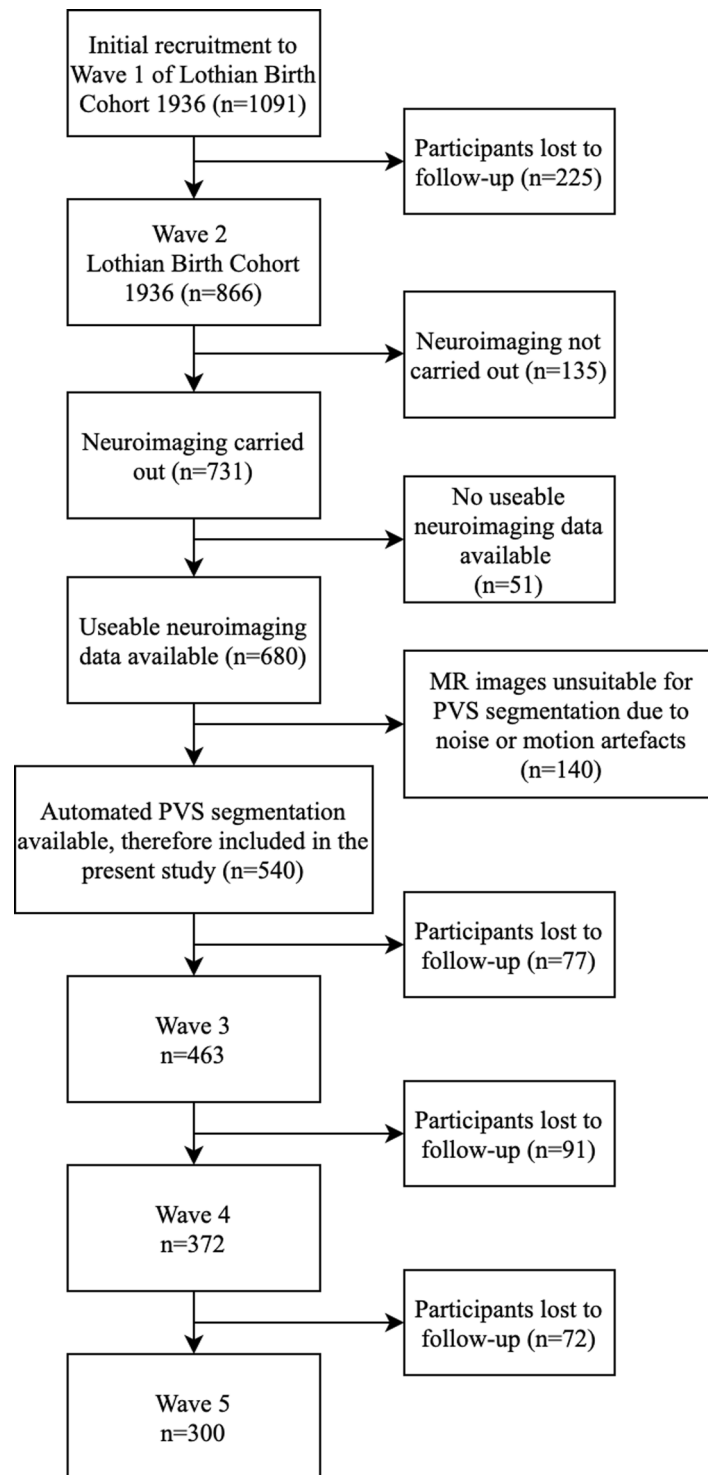 Initial recruitment to
Wave 1 of Lothian Birth
Cohort 1936 (n=1091)
Participants lost to
follow-up (n=225)
Wave 2
Lothian Birth Cohort
1936 (n=866)
Neuroimaging not
carried out (n=135)
Neuroimaging carried
out (n=731)
No useable
neuroimaging data
available
(n=51)
Useable neuroimaging
data available (n=680)
MR images unsuitable for
PVS segmentation due to
noise or motion artefacts
(n=140)
Automated PVS segmentation
available, therefore included in the
present study (n=540)
Participants lost to
follow-up (n=77)
Wave 3
n=463
Participants lost to
follow-up (n=91)
Wave 4
n=372
Participants lost to
follow-up (n=72)
Wave 5
n=300